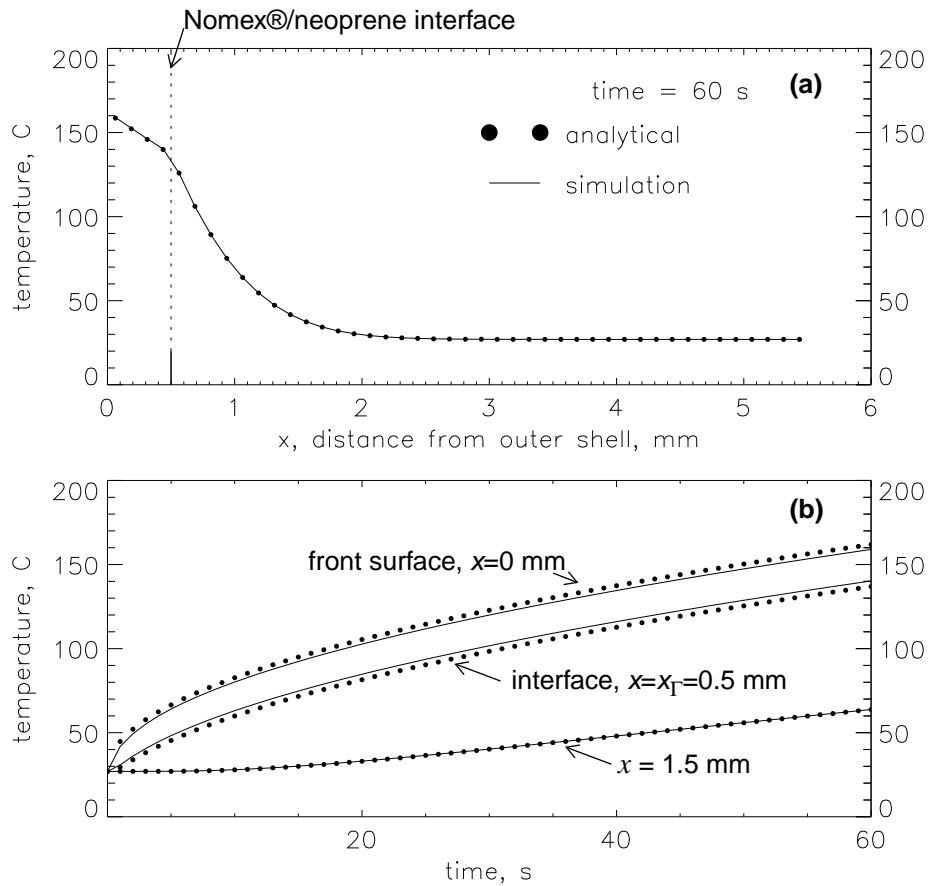 Nomex®/neoprene interface
200
200
time = 60 s
(a)
150
150
analytical
simulation
100
100
50
50
0
0
temperature, C
0 1 2 3 4 5 6
x, distance from outer shell, mm
200
200
(b)
front surface, x=0 mm
150
150
100
100
interface, x=xΓ=0.5 mm
50
50
x = 1.5 mm
0
0
temperature, C
20 40 60
time, s